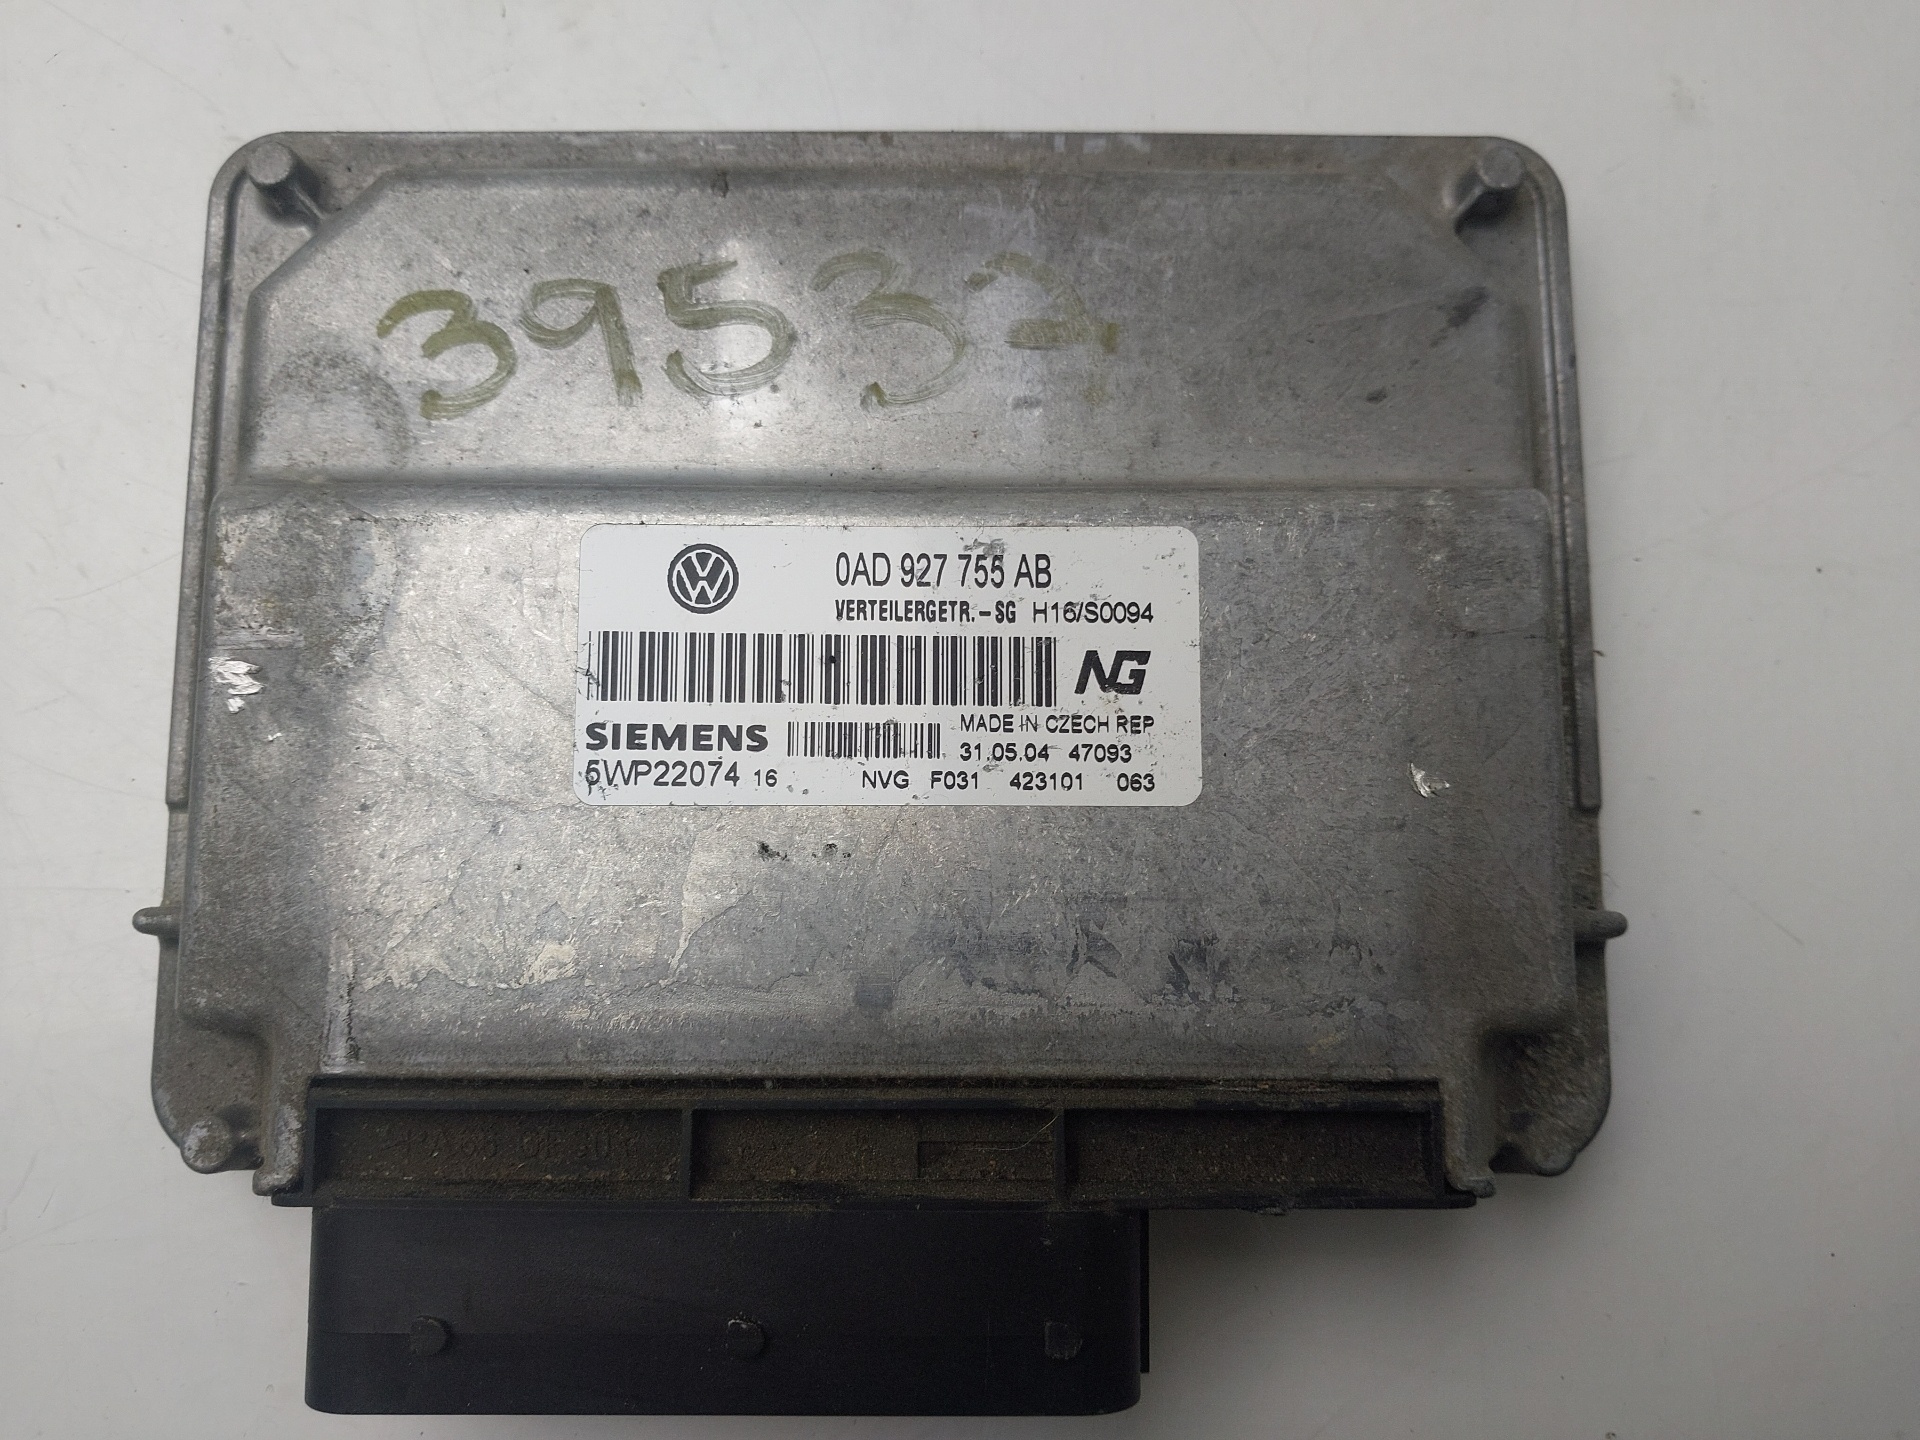 39537
0AD 927 755 AB
VERTEILERGETR.-SG H16/S0094
NG
SIEMENS
MADE IN CZECH REP
31.05.04 47093
5WP22074 16 NVG F031 423101 063